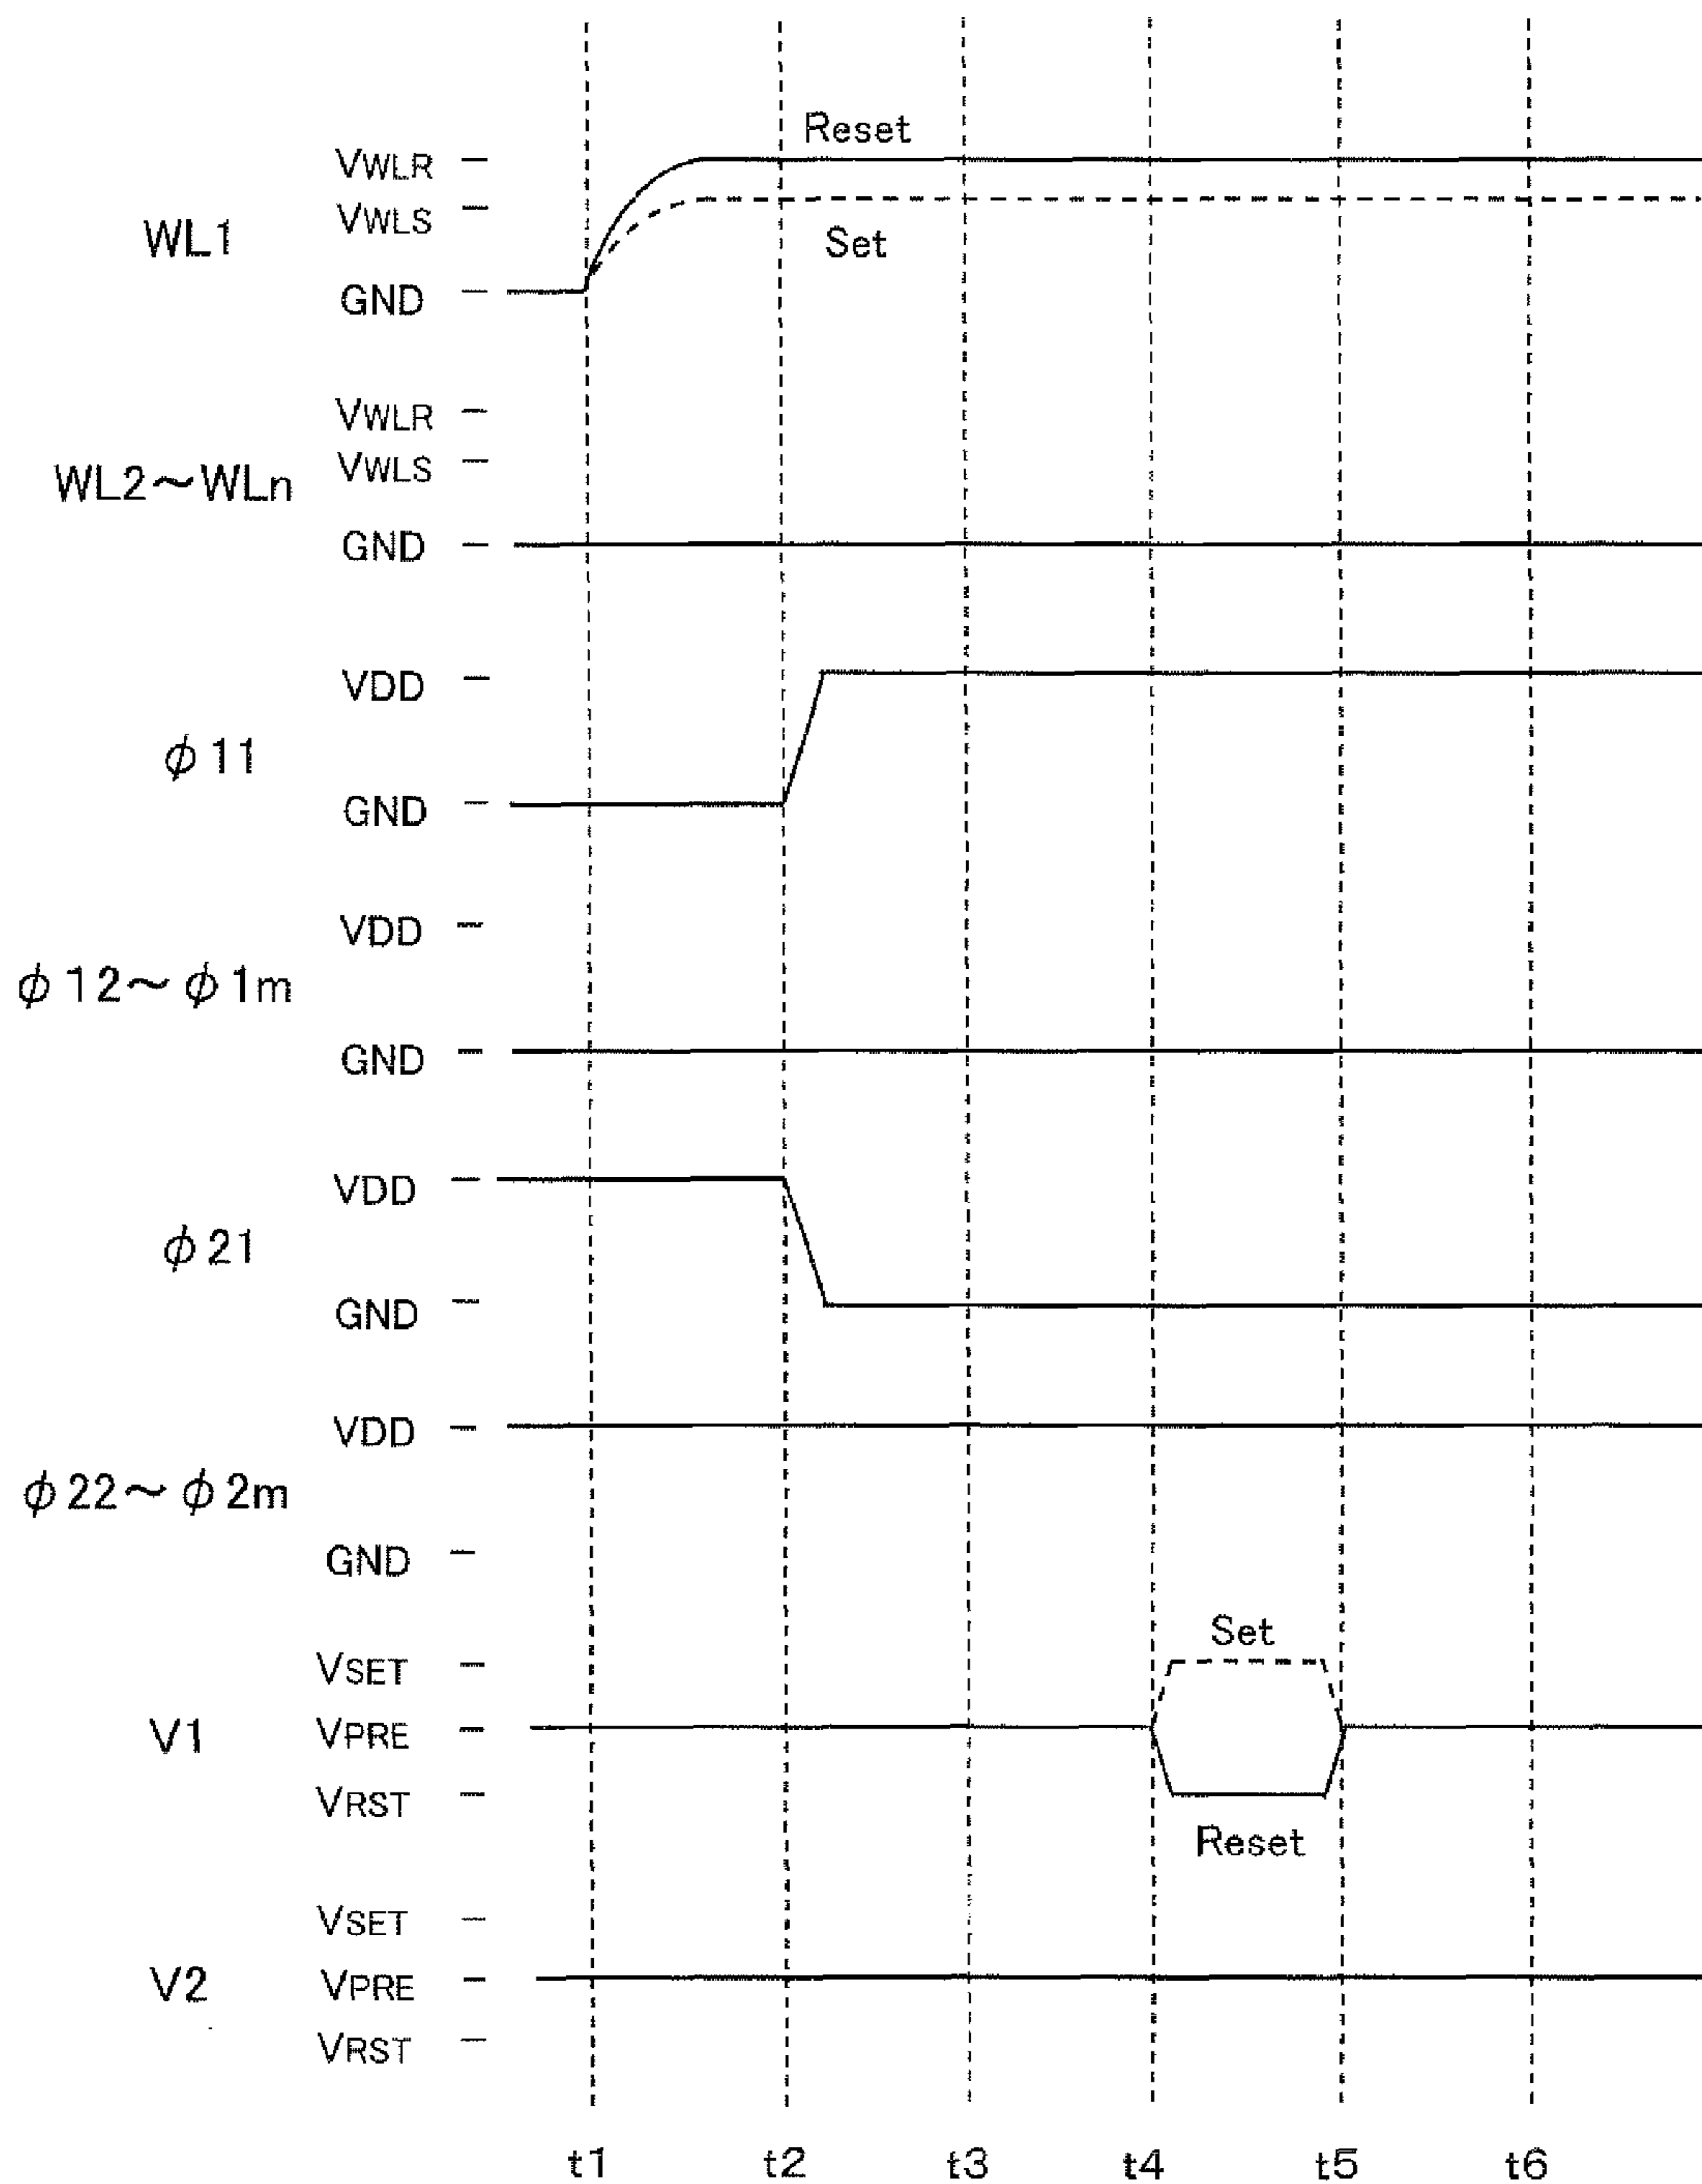 Reset
VWLR
VWLS
WL1
Set
GND
VWLR
VWLS
WL2～WLn
GND
VDD
φ11
GND
VDD
φ12～φ1m
GND
VDD
φ21
GND
VDD
φ22～φ2m
GND
Set
VSET
V1
VPRE
VRST
Reset
VSET
V2
VPRE
VRST
t1 t2 t3 t4 t5 t6